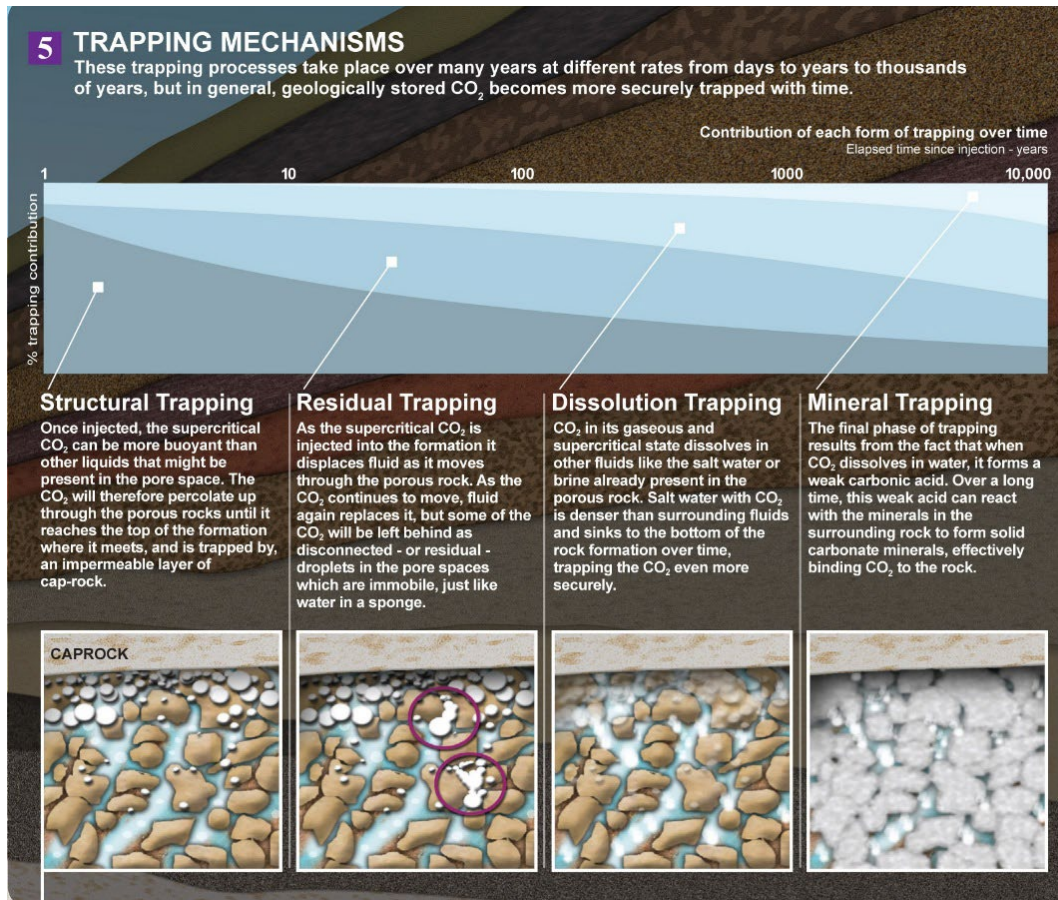 5 TRAPPING MECHANISMS
These trapping processes take place over many years at different rates from days to years to thousands
of years, but in general, geologically stored CO₂ becomes more securely trapped with time.
Contribution of each form of trapping over time
Elapsed time since injection - years
1 10 100 1000 10,000
% trapping contribution
Structural Trapping
Once injected, the supercritical
CO₂ can be more buoyant than
other liquids that might be
present in the pore space. The
CO₂ will therefore percolate up
through the porous rocks until it
reaches the top of the formation
where it meets, and is trapped by,
an impermeable layer of
cap-rock.
Residual Trapping
As the supercritical CO₂ is
injected into the formation it
displaces fluid as it moves
through the porous rock. As the
CO₂ continues to move, fluid
again replaces it, but some of the
CO₂ will be left behind as
disconnected - or residual -
droplets in the pore spaces
which are immobile, just like
water in a sponge.
Dissolution Trapping
CO₂ in its gaseous and
supercritical state dissolves in
other fluids like the salt water or
brine already present in the
porous rock. Salt water with CO₂
is denser than surrounding fluids
and sinks to the bottom of the
rock formation over time,
trapping the CO₂ even more
securely.
Mineral Trapping
The final phase of trapping
results from the fact that when
CO₂ dissolves in water, it forms a
weak carbonic acid. Over a long
time, this weak acid can react
with the minerals in the
surrounding rock to form solid
carbonate minerals, effectively
binding CO₂ to the rock.
CAPROCK